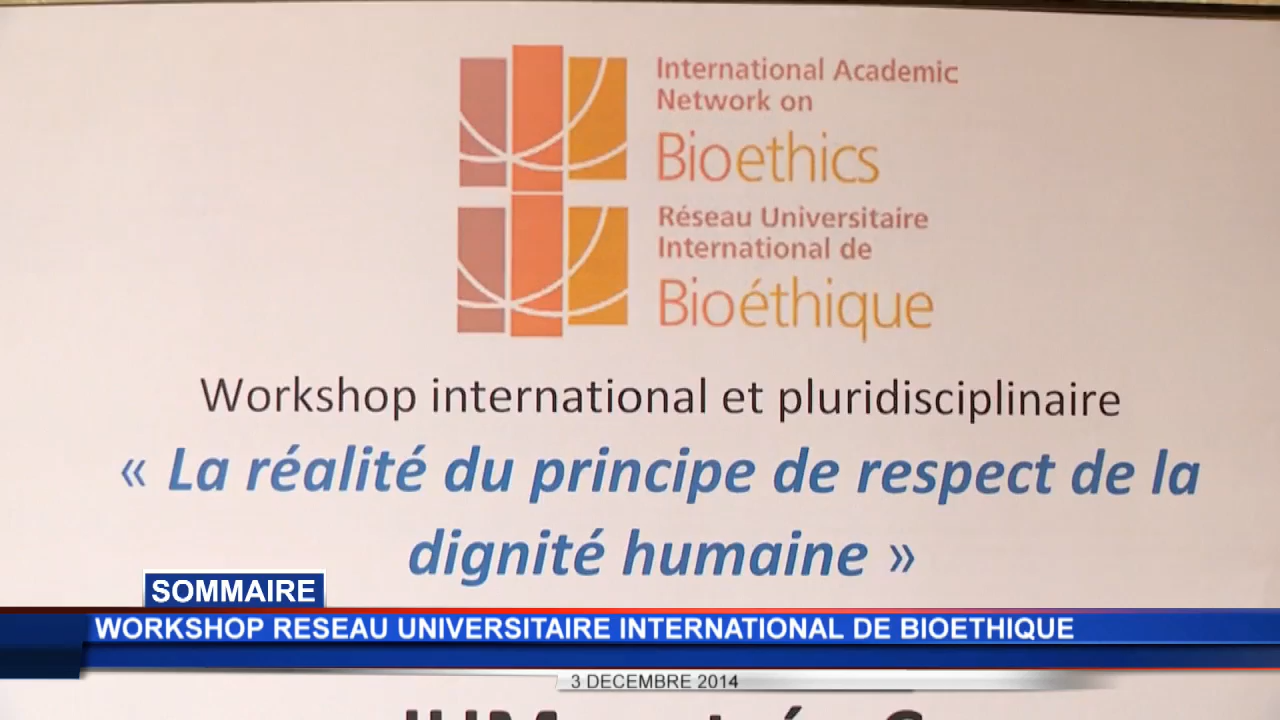 International Academic
Network on
Bioethics
Réseau Universitaire
International de
Bioéthique
Workshop international et pluridisciplinaire
« La réalité du principe de respect de la
dignité humaine »
SOMMAIRE
WORKSHOP RESEAU UNIVERSITAIRE INTERNATIONAL DE BIOETHIQUE
3 DECEMBRE 2014